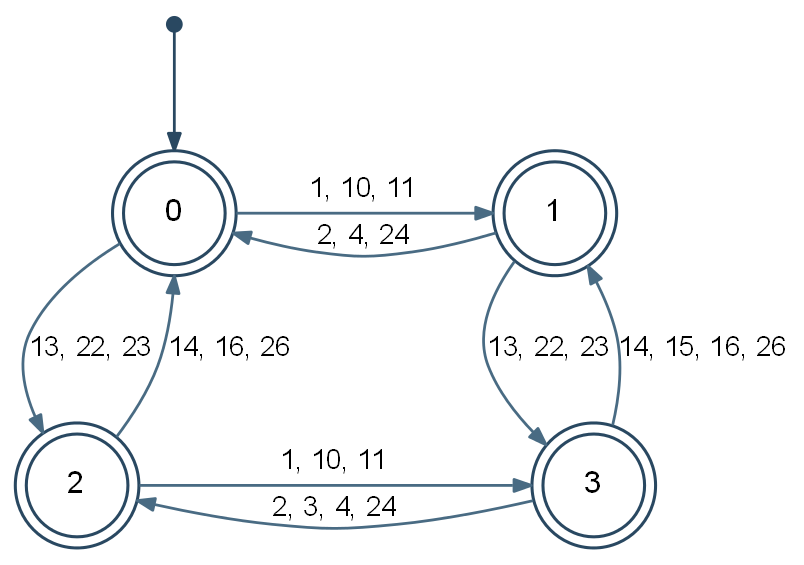 1, 10, 11
0
1
2, 4, 24
13, 22, 23
14, 16, 26
13, 22, 23
14, 15, 16, 26
1, 10, 11
2
3
2, 3, 4, 24